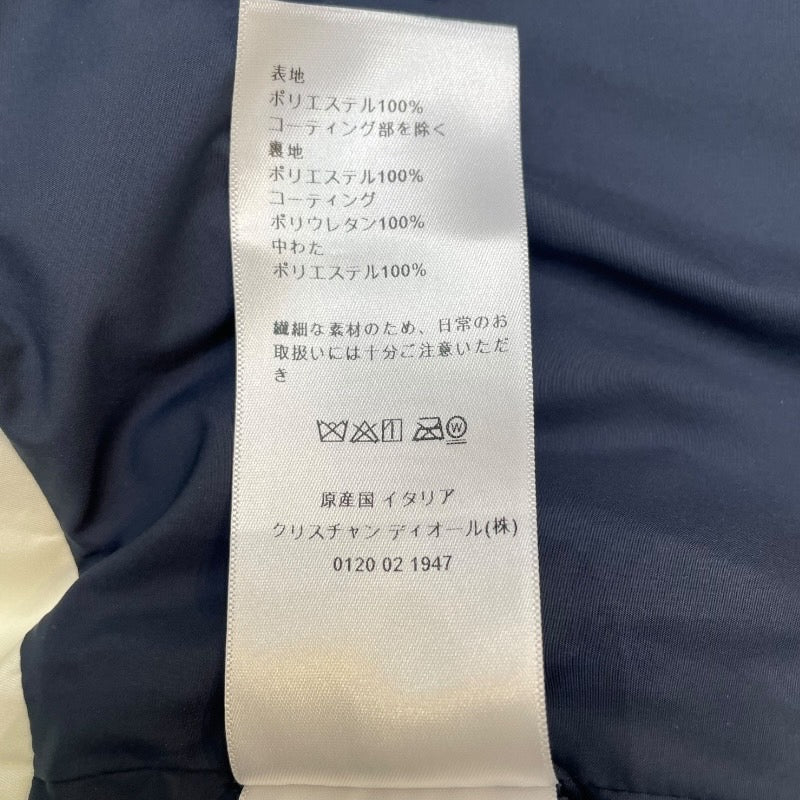 表地
ポリエステル100%
コーティング部を除く
裏地
ポリエステル100%
コーティング
ポリウレタン100%
中わた
ポリエステル100%
繊細な素材のため、日常のお
取扱いには十分ご注意いただ
き
W
原産国 イタリア
クリスチャン ディオール(株)
0120 02 1947